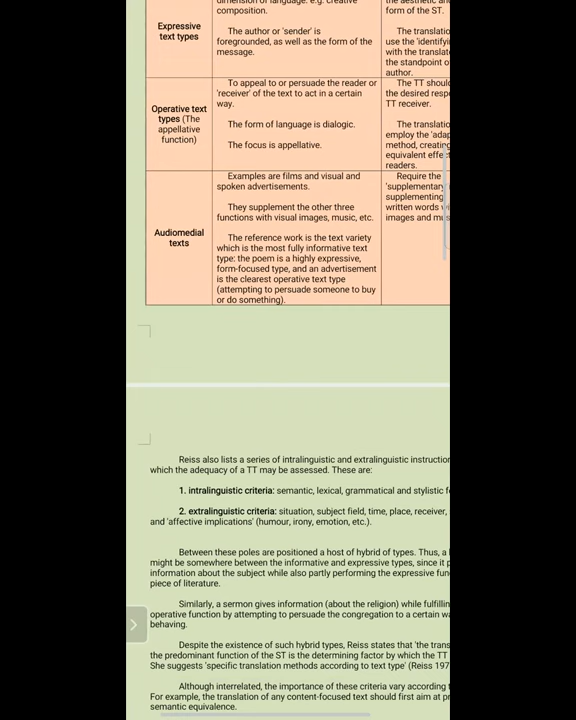 dimension of language. e.g. creative
composition.
The author or 'sender' is
foregrounded, as well as the form of the
message.
Expressive
text types
form of the ST.
The translatio
use the 'identifyi
with the translat
the standpoint o
author.
Operative text
types (The
appellative
function)
To appeal to or persuade the reader or
'receiver' of the text to act in a certain
way.
The form of language is dialogic.
The focus is appellative.
The TT shoul
the desired resp
TT receiver.
The translatio
employ the 'adap
method, creating
equivalent effec
readers.
Audiomedial
texts
Examples are films and visual and
spoken advertisements.
They supplement the other three
functions with visual images, music, etc.
The reference work is the text variety
which is the most fully informative text
type: the poem is a highly expressive,
form-focused type, and an advertisement
is the clearest operative text type
(attempting to persuade someone to buy
or do something).
Require the
'supplementary
supplementing
written words wi
images and mus
Reiss also lists a series of intralinguistic and extralinguistic instruction
which the adequacy of a TT may be assessed. These are:
1. intralinguistic criteria: semantic, lexical, grammatical and stylistic fe
2. extralinguistic criteria: situation, subject field, time, place, receiver,
and 'affective implications' (humour, irony, emotion, etc.).
Between these poles are positioned a host of hybrid of types. Thus, a b
might be somewhere between the informative and expressive types, since it p
information about the subject while also partly performing the expressive fun
piece of literature.
Similarly, a sermon gives information (about the religion) while fulfillin
operative function by attempting to persuade the congregation to a certain wa
behaving.
Despite the existence of such hybrid types, Reiss states that 'the trans
the predominant function of the ST is the determining factor by which the TT
She suggests 'specific translation methods according to text type' (Reiss 197
Although interrelated, the importance of these criteria vary according t
For example, the translation of any content-focused text should first aim at pr
semantic equivalence.